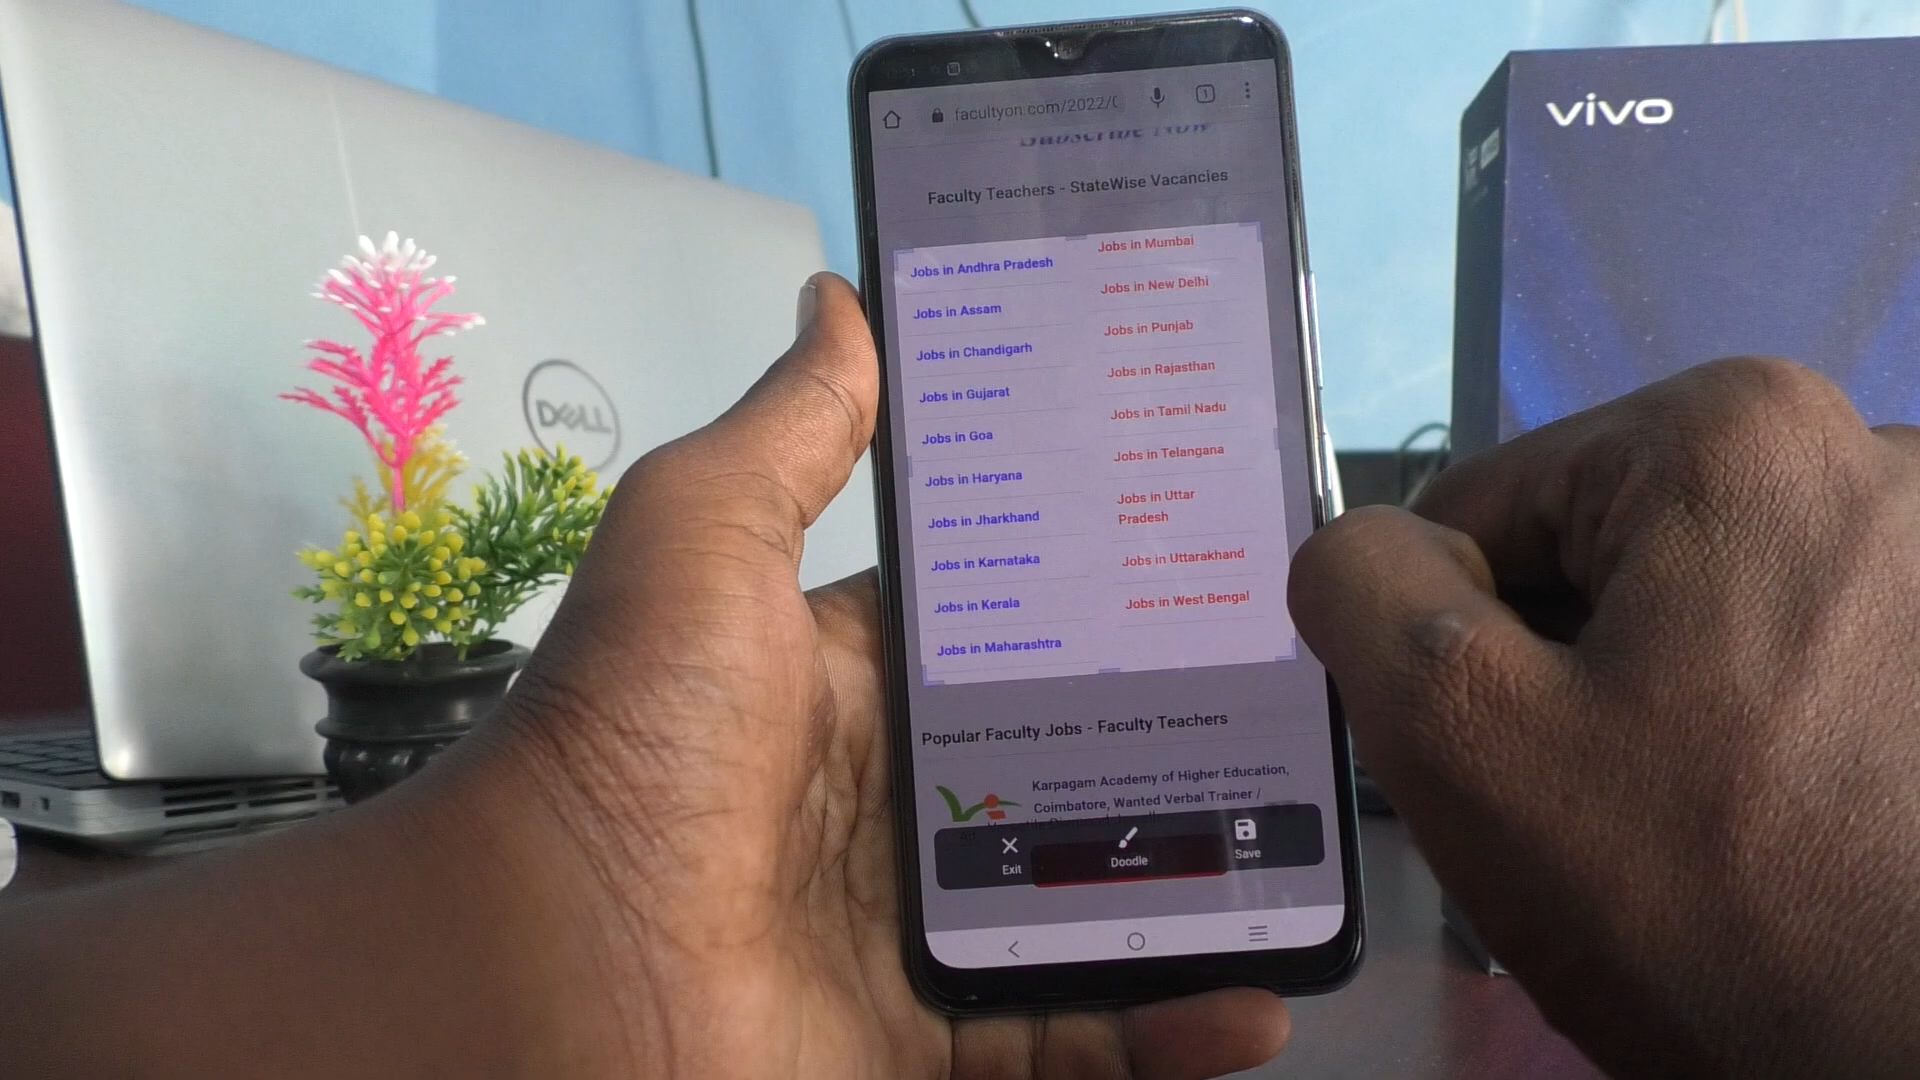 facultyon.com/2022/
1
Subscribe Now
Faculty Teachers - StateWise Vacancies
Jobs in Andhra Pradesh
Jobs in Assam
Jobs in Chandigarh
Jobs in Gujarat
Jobs in Goa
Jobs in Haryana
Jobs in Jharkhand
Jobs in Karnataka
Jobs in Kerala
Jobs in Maharashtra
Jobs in Mumbai
Jobs in New Delhi
Jobs in Punjab
Jobs in Rajasthan
Jobs in Tamil Nadu
Jobs in Telangana
Jobs in Uttar
Pradesh
Jobs in Uttarakhand
Jobs in West Bengal
Popular Faculty Jobs - Faculty Teachers
Karpagam Academy of Higher Education,
Coimbatore, Wanted Verbal Trainer /
Exit
Doodle
Save
DELL
vivo